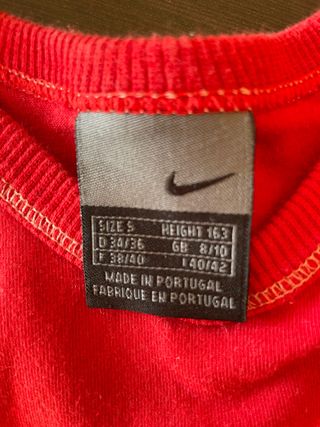 SIZE S HEIGHT 163
D 34/36 GB 8/10
F 38/40 I 40/42
MADE IN PORTUGAL
FABRIQUE EN PORTUGAL